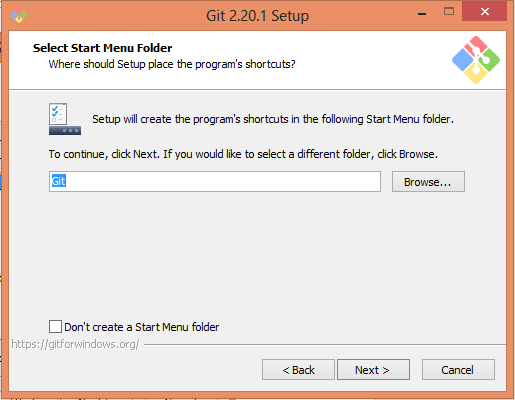 Git 2.20.1 Setup
Select Start Menu Folder
Where should Setup place the program's shortcuts?
Setup will create the program's shortcuts in the following Start Menu folder.
To continue, click Next. If you would like to select a different folder, click Browse.
Git
Browse...
Don't create a Start Menu folder
https://gitforwindows.org/
< Back
Next >
Cancel